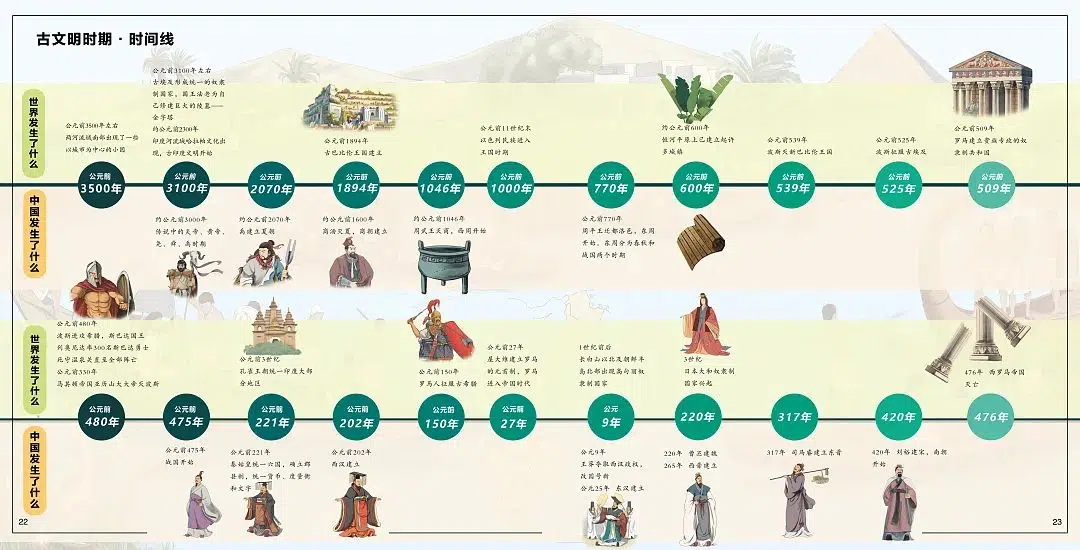 古文明时期·时间线
世界发生了什么
公元前3500年左右
两河流域南部出现了一些
以城市为中心的小国
公元前3100年左右
古埃及形成统一的奴隶
制国家,国王法老为自
己修建巨大的陵墓——
金字塔
约公元前2300年
印度河流域哈拉帕文化出
现,古印度文明开始
公元前1894年
古巴比伦王国建立
公元前11世纪末
以色列民族进入
王国时期
约公元前600年
恒河平原上已建立起许
多城镇
公元前539年
波斯灭新巴比伦王国
公元前525年
波斯征服古埃及
公元前509年
罗马建立贵族专政的奴
隶制共和国
公元前
3500年
公元前
3100年
公元前
2070年
公元前
1894年
公元前
1046年
公元前
1000年
公元前
770年
公元前
600年
公元前
539年
公元前
525年
公元前
509年
中国发生了什么
约公元前3000年
传说中的炎帝、黄帝、
尧、舜、禹时期
约公元前2070年
禹建立夏朝
约公元前1600年
商汤灭夏,商朝建立
约公元前1046年
周武王灭商,西周开始
公元前770年
周平王迁都洛邑,东周
开始。东周分为春秋和
战国两个时期
世界发生了什么
公元前480年
波斯进攻希腊,斯巴达国王
列奥尼达率300名斯巴达勇士
死守温泉关直至全部阵亡
公元前330年
马其顿帝国亚历山大大帝灭波斯
公元前3世纪
孔雀王朝统一印度大部
分地区
公元前150年
罗马人征服古希腊
公元前27年
屋大维建立罗马
的元首制,罗马
进入帝国时代
1世纪前后
长白山以北及朝鲜半
岛北部出现高句丽奴
隶制国家
3世纪
日本大和奴隶制
国家兴起
476年 西罗马帝国
灭亡
公元前
480年
公元前
475年
公元前
221年
公元前
202年
公元前
150年
公元前
27年
公元
9年
220年
317年
420年
476年
中国发生了什么
公元前475年
战国开始
公元前221年
秦始皇统一六国,确立郡
县制,统一货币、度量衡
和文字
公元前202年
西汉建立
公元9年
王莽夺取西汉政权,
改国号新
公元25年 东汉建立
220年 曹丕建魏
265年 西晋建立
317年 司马睿建立东晋
420年 刘裕建宋,南朝
开始
22
23